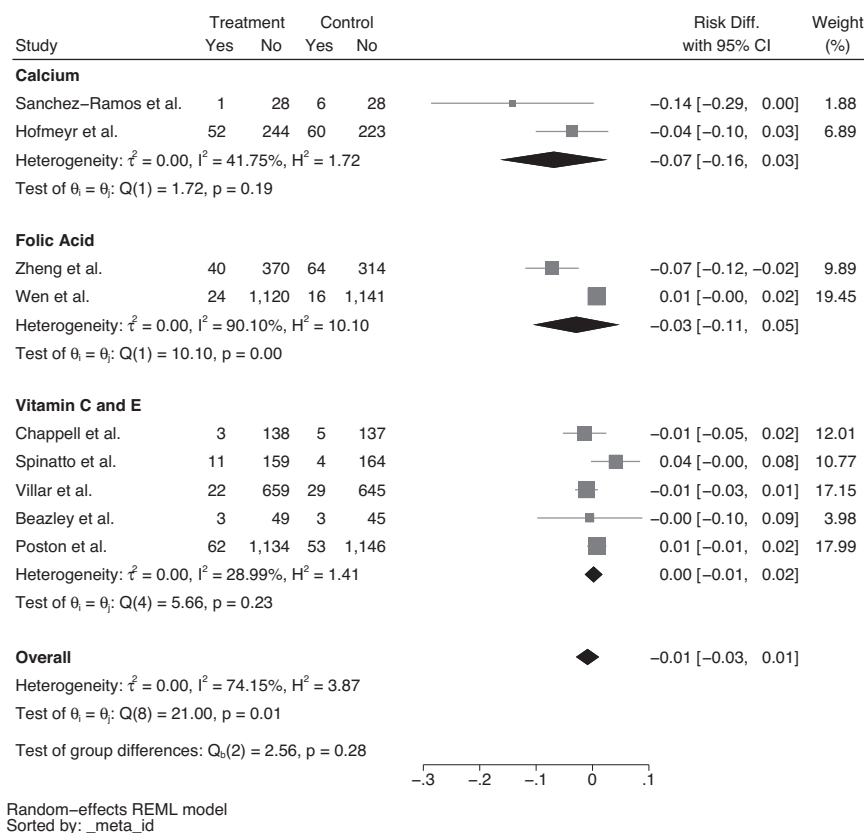 Treatment Control Risk Diff. Weight
Study Yes No Yes No with 95% CI (%)
Calcium
Sanchez−Ramos et al. 1 28 6 28 −0.14 [−0.29, 0.00] 1.88
Hofmeyr et al. 52 244 60 223 −0.04 [−0.10, 0.03] 6.89
Heterogeneity: τ² = 0.00, I² = 41.75%, H² = 1.72 −0.07 [−0.16, 0.03]
Test of θᵢ = θⱼ: Q(1) = 1.72, p = 0.19
Folic Acid
Zheng et al. 40 370 64 314 −0.07 [−0.12, −0.02] 9.89
Wen et al. 24 1,120 16 1,141 0.01 [−0.00, 0.02] 19.45
Heterogeneity: τ² = 0.00, I² = 90.10%, H² = 10.10 −0.03 [−0.11, 0.05]
Test of θᵢ = θⱼ: Q(1) = 10.10, p = 0.00
Vitamin C and E
Chappell et al. 3 138 5 137 −0.01 [−0.05, 0.02] 12.01
Spinatto et al. 11 159 4 164 0.04 [−0.00, 0.08] 10.77
Villar et al. 22 659 29 645 −0.01 [−0.03, 0.01] 17.15
Beazley et al. 3 49 3 45 −0.00 [−0.10, 0.09] 3.98
Poston et al. 62 1,134 53 1,146 0.01 [−0.01, 0.02] 17.99
Heterogeneity: τ² = 0.00, I² = 28.99%, H² = 1.41 0.00 [−0.01, 0.02]
Test of θᵢ = θⱼ: Q(4) = 5.66, p = 0.23
Overall −0.01 [−0.03, 0.01]
Heterogeneity: τ² = 0.00, I² = 74.15%, H² = 3.87
Test of θᵢ = θⱼ: Q(8) = 21.00, p = 0.01
Test of group differences: Q_b(2) = 2.56, p = 0.28
−.3 −.2 −.1 0 .1
Random−effects REML model
Sorted by: _meta_id